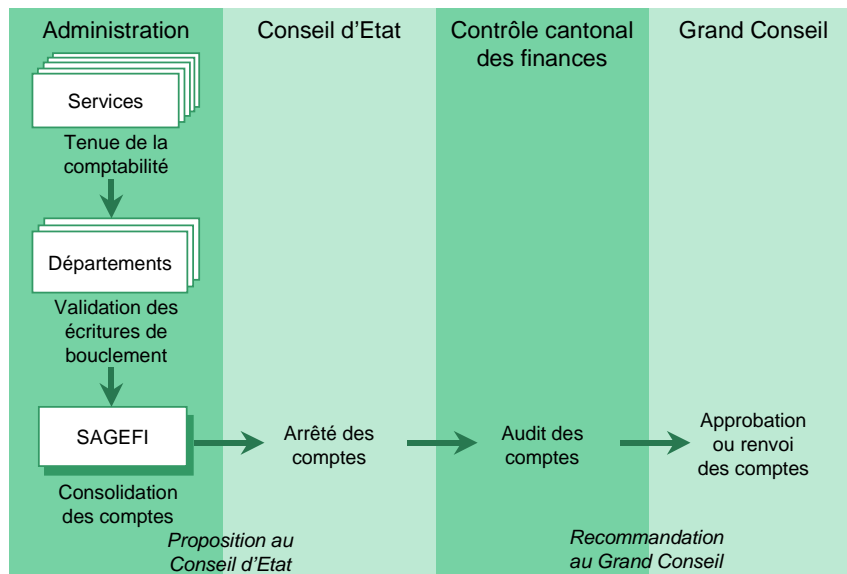 Administration
Conseil d'Etat
Contrôle cantonal
des finances
Grand Conseil
Services
Tenue de la
comptabilité
Départements
Validation des
écritures de
bouclement
SAGEFI
Arrêté des
comptes
Audit des
comptes
Approbation
ou renvoi
des comptes
Consolidation
des comptes
Proposition au
Conseil d'Etat
Recommandation
au Grand Conseil